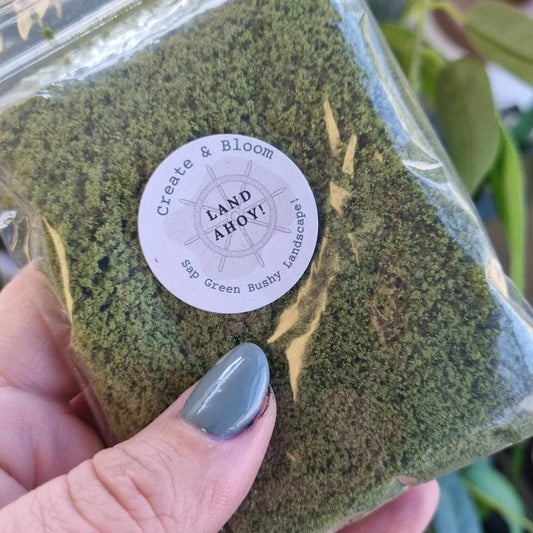 Create & Bloom
LAND
AHOY!
Sap Green Bushy Landscape!